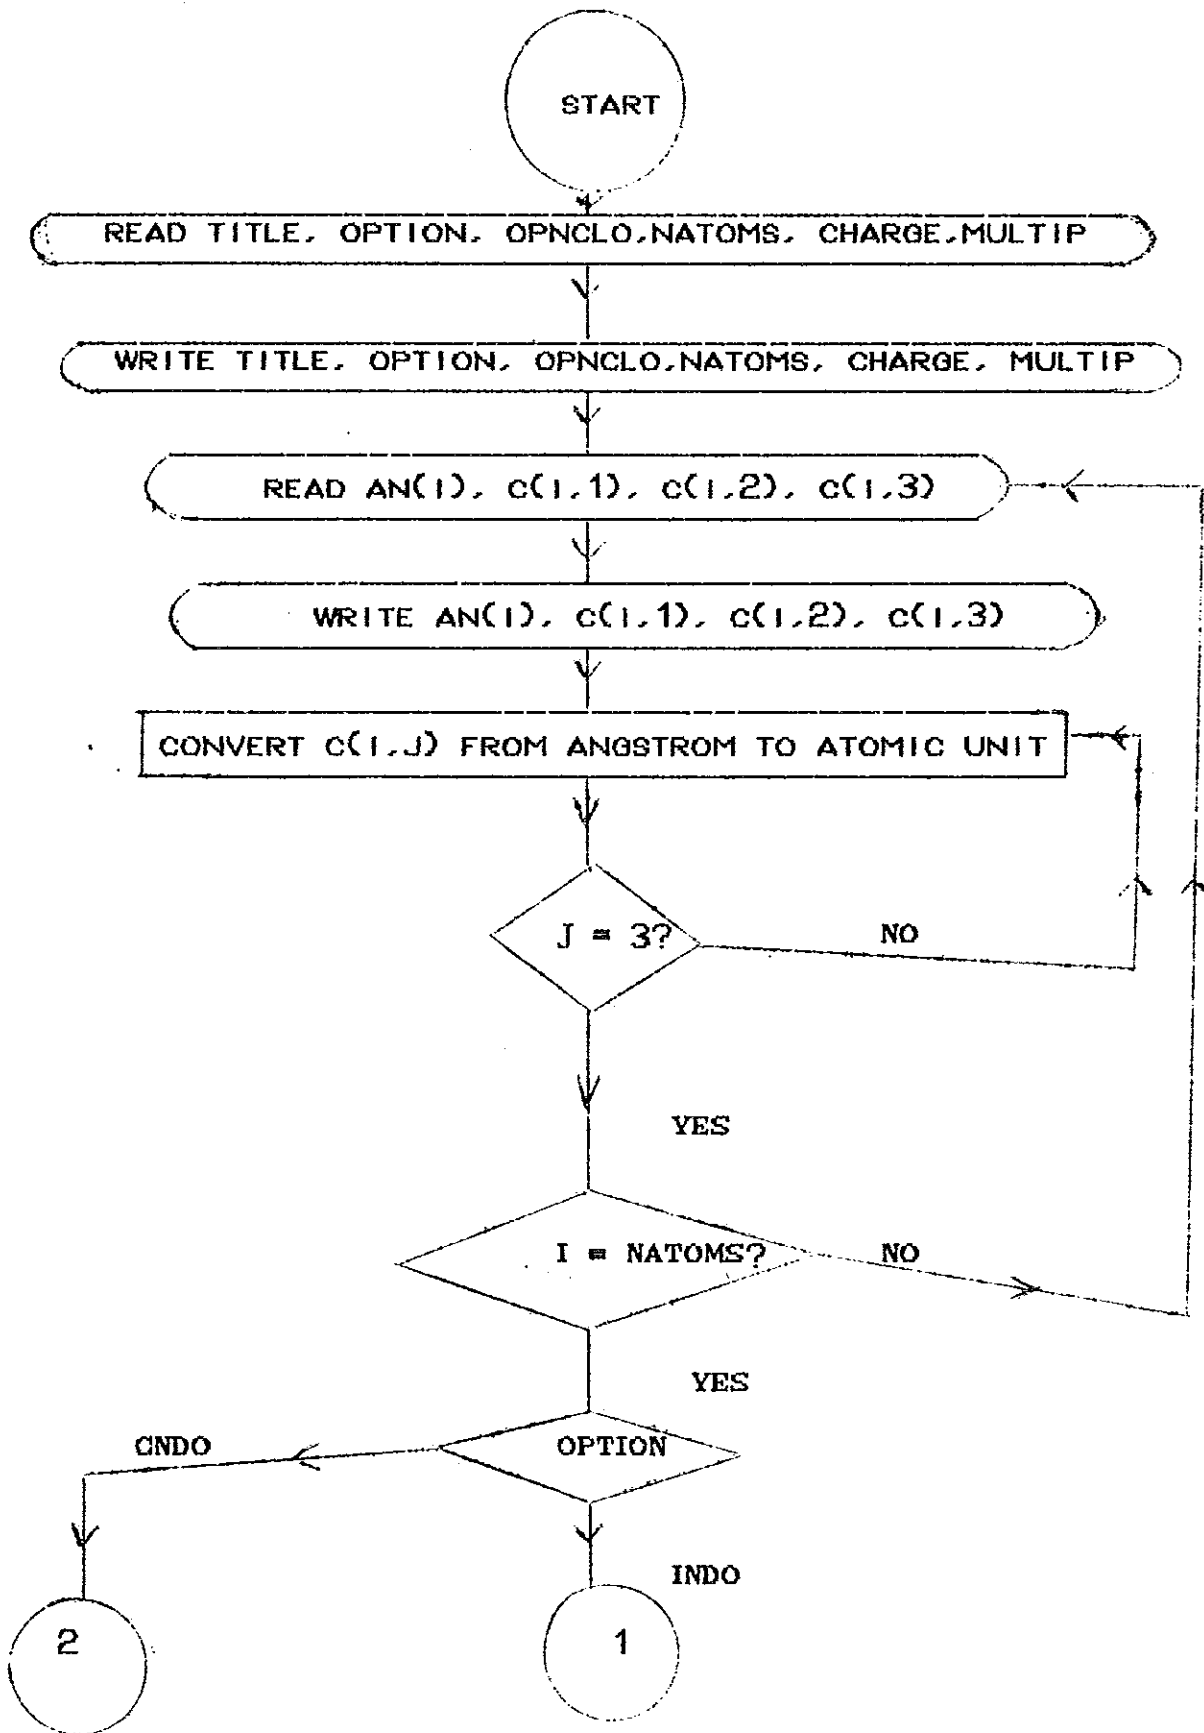 START
READ TITLE, OPTION, OPNCLO,NATOMS, CHARGE,MULTIP
WRITE TITLE, OPTION, OPNCLO,NATOMS, CHARGE, MULTIP
READ AN(I), C(I,1), C(I,2), C(I,3)
WRITE AN(I), C(I,1), C(I,2), C(I,3)
CONVERT C(I,J) FROM ANGSTROM TO ATOMIC UNIT
J = 3?
NO
YES
I = NATOMS?
NO
YES
CNDO
OPTION
INDO
2
1